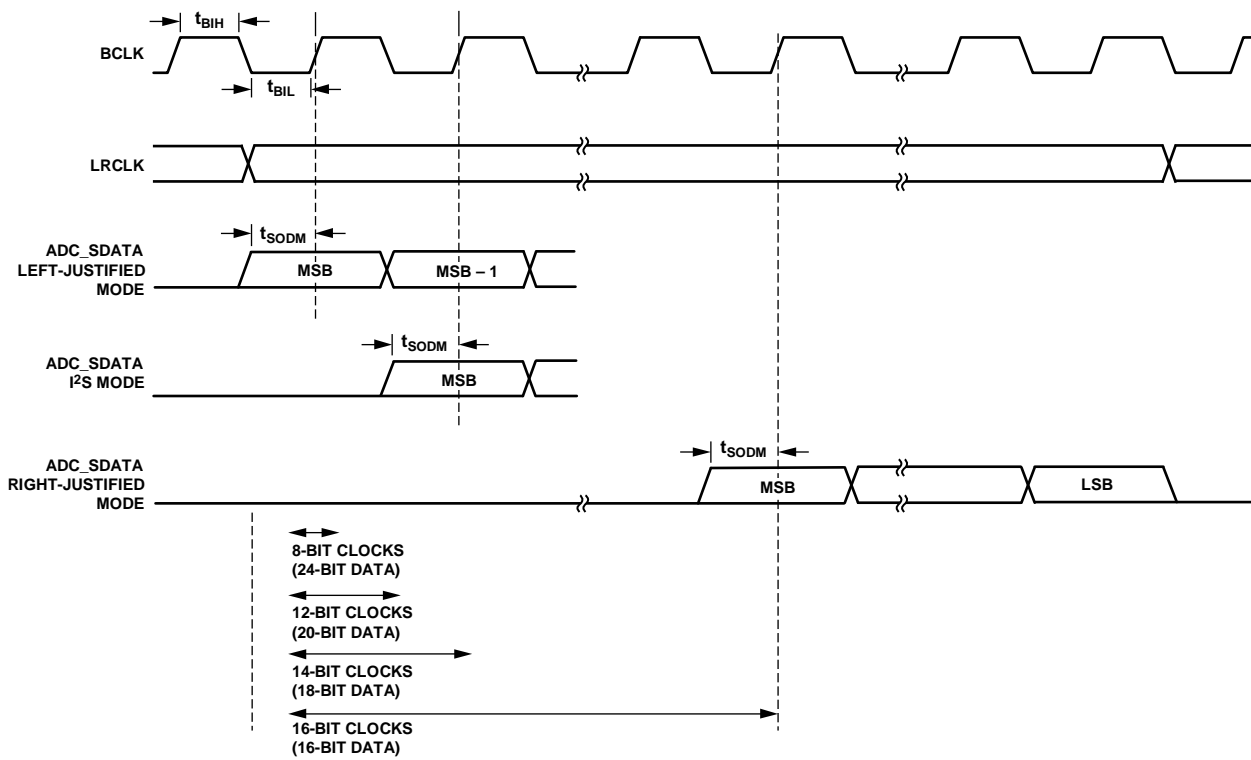 tBIH
BCLK
tBIL
LRCLK
tSODM
ADC_SDATA
LEFT-JUSTIFIED
MODE
MSB
MSB – 1
tSODM
ADC_SDATA
I²S MODE
MSB
tSODM
ADC_SDATA
RIGHT-JUSTIFIED
MODE
MSB
LSB
8-BIT CLOCKS
(24-BIT DATA)
12-BIT CLOCKS
(20-BIT DATA)
14-BIT CLOCKS
(18-BIT DATA)
16-BIT CLOCKS
(16-BIT DATA)